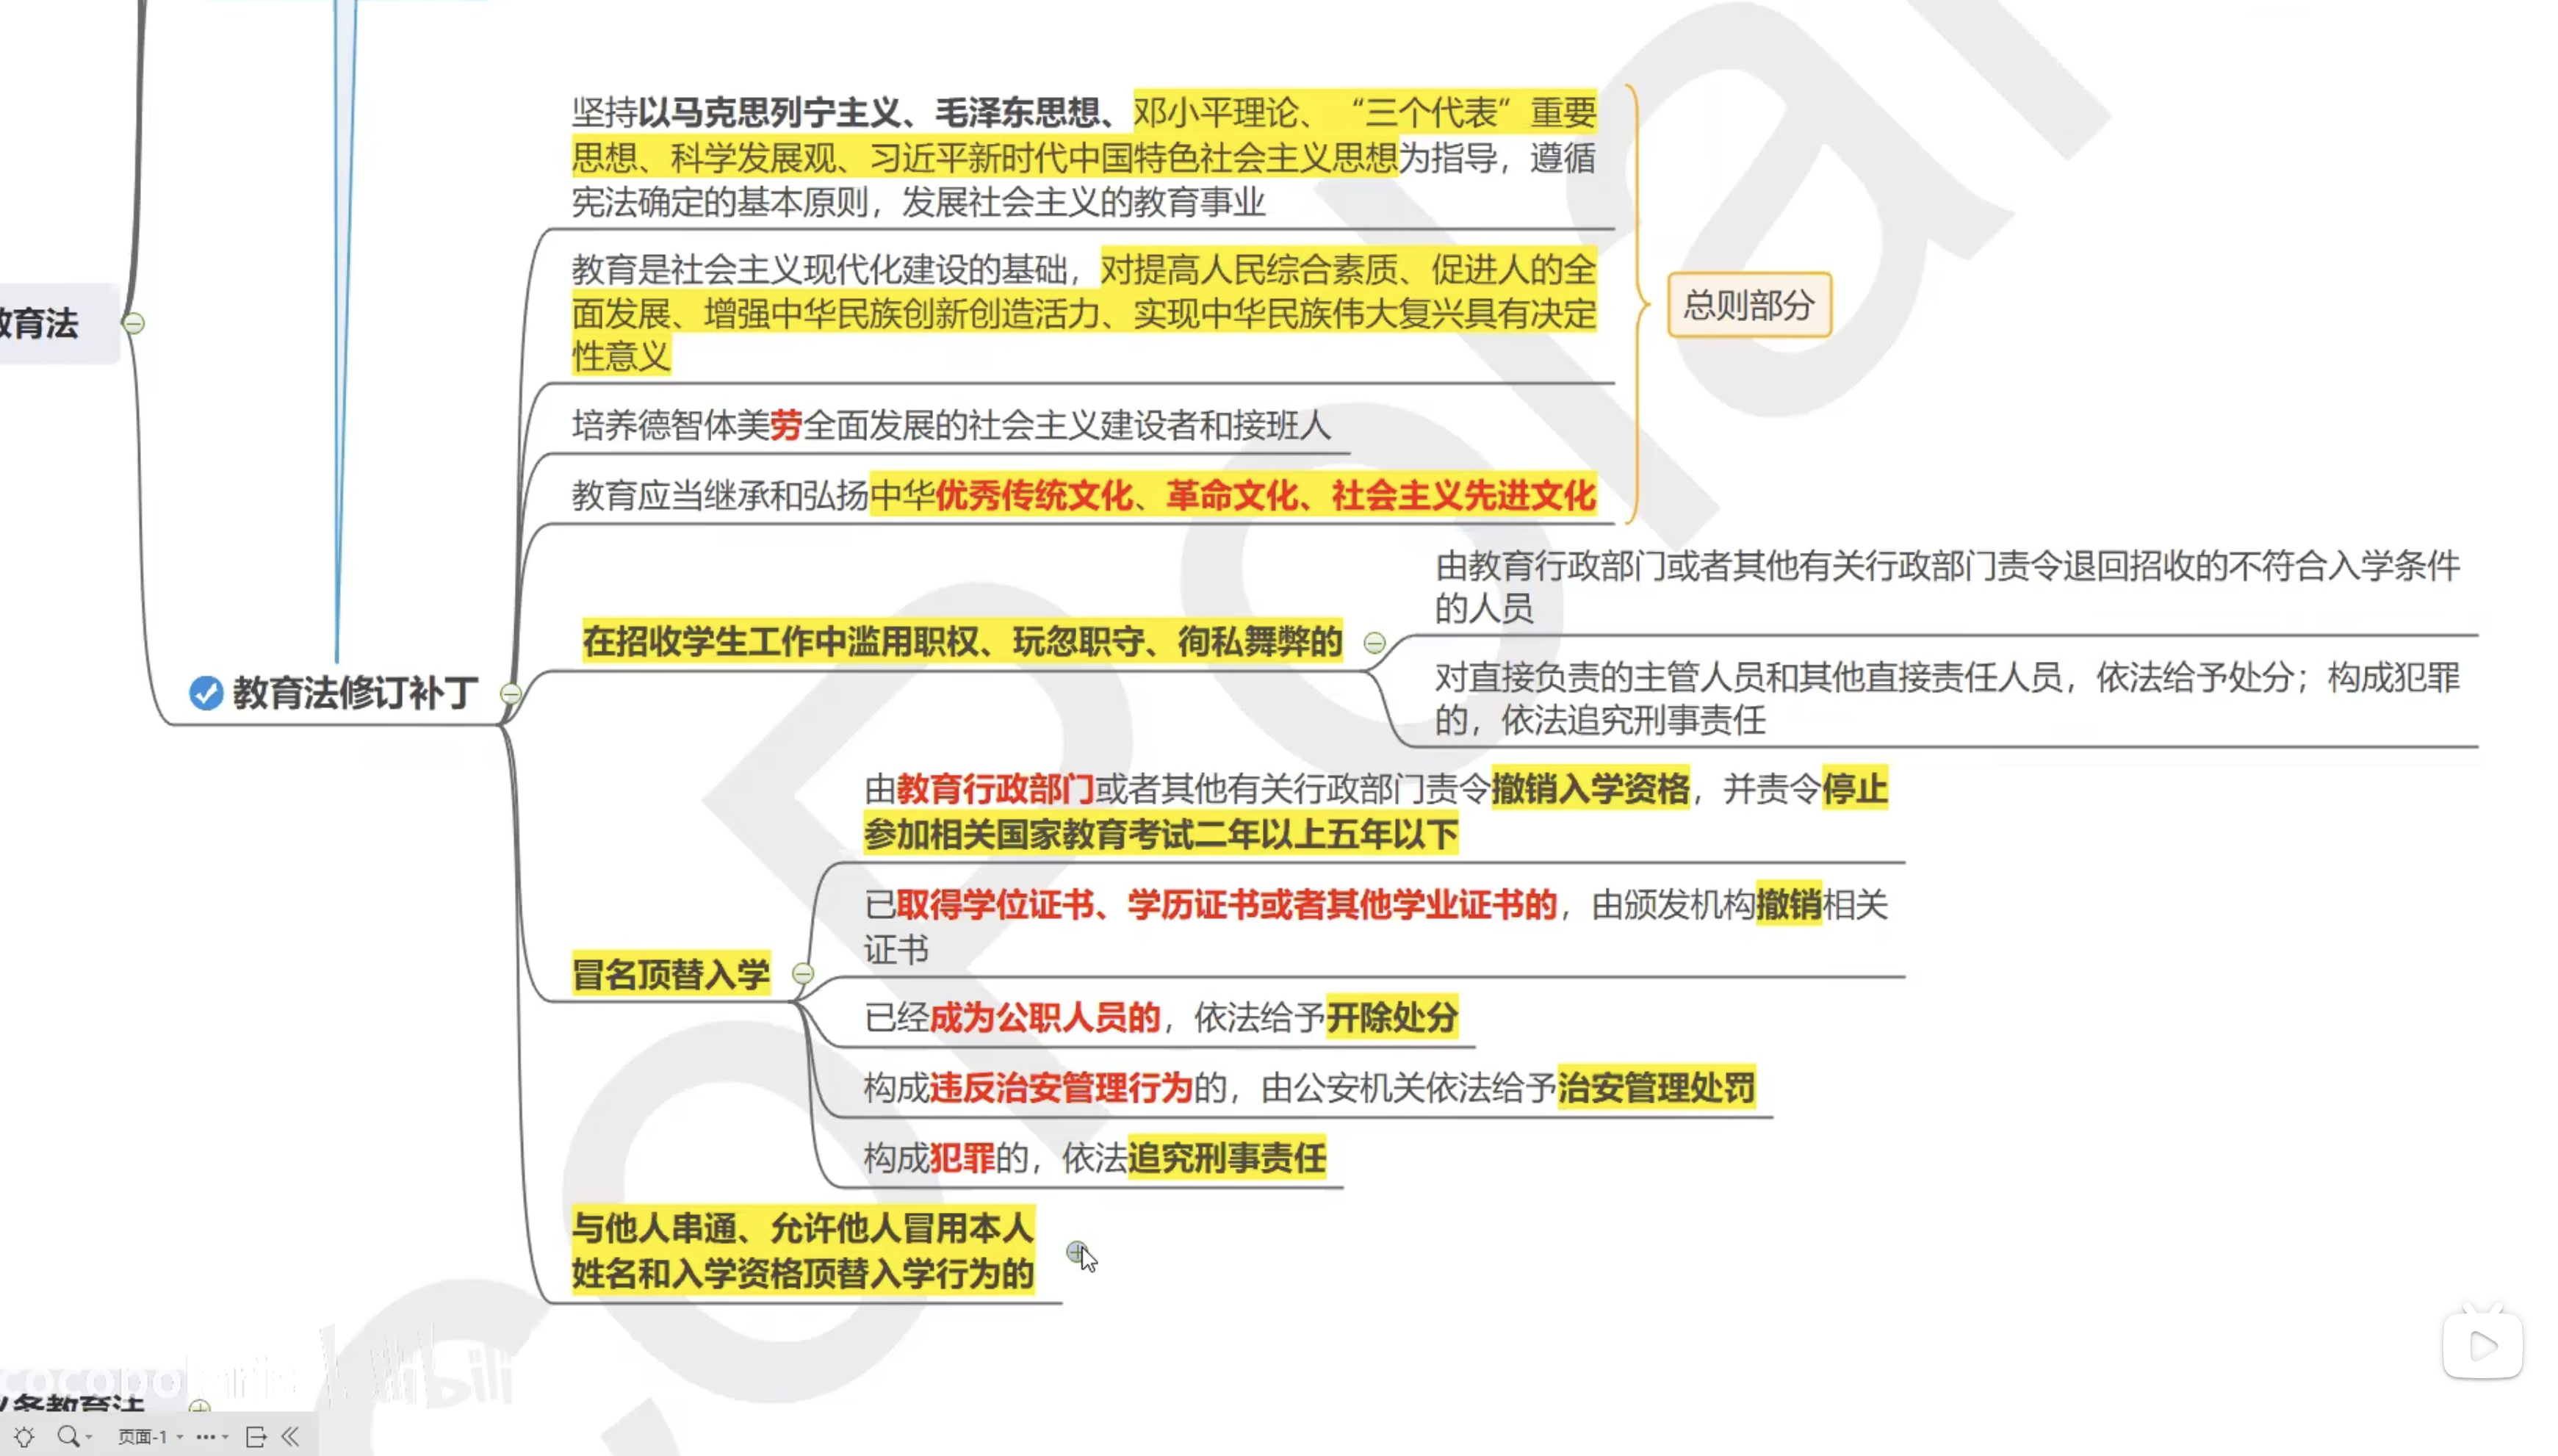 坚持以马克思列宁主义、毛泽东思想、邓小平理论、“三个代表”重要
思想、科学发展观、习近平新时代中国特色社会主义思想为指导，遵循
宪法确定的基本原则，发展社会主义的教育事业
教育是社会主义现代化建设的基础，对提高人民综合素质、促进人的全
面发展、增强中华民族创新创造活力、实现中华民族伟大复兴具有决定
性意义
总则部分
教育法
培养德智体美劳全面发展的社会主义建设者和接班人
教育应当继承和弘扬中华优秀传统文化、革命文化、社会主义先进文化
教育法修订补丁
在招收学生工作中滥用职权、玩忽职守、徇私舞弊的
由教育行政部门或者其他有关行政部门责令退回招收的不符合入学条件
的人员
对直接负责的主管人员和其他直接责任人员，依法给予处分；构成犯罪
的，依法追究刑事责任
冒名顶替入学
由教育行政部门或者其他有关行政部门责令撤销入学资格，并责令停止
参加相关国家教育考试二年以上五年以下
已取得学位证书、学历证书或者其他学业证书的，由颁发机构撤销相关
证书
已经成为公职人员的，依法给予开除处分
构成违反治安管理行为的，由公安机关依法给予治安管理处罚
构成犯罪的，依法追究刑事责任
与他人串通、允许他人冒用本人
姓名和入学资格顶替入学行为的
义务教育法
页面-1